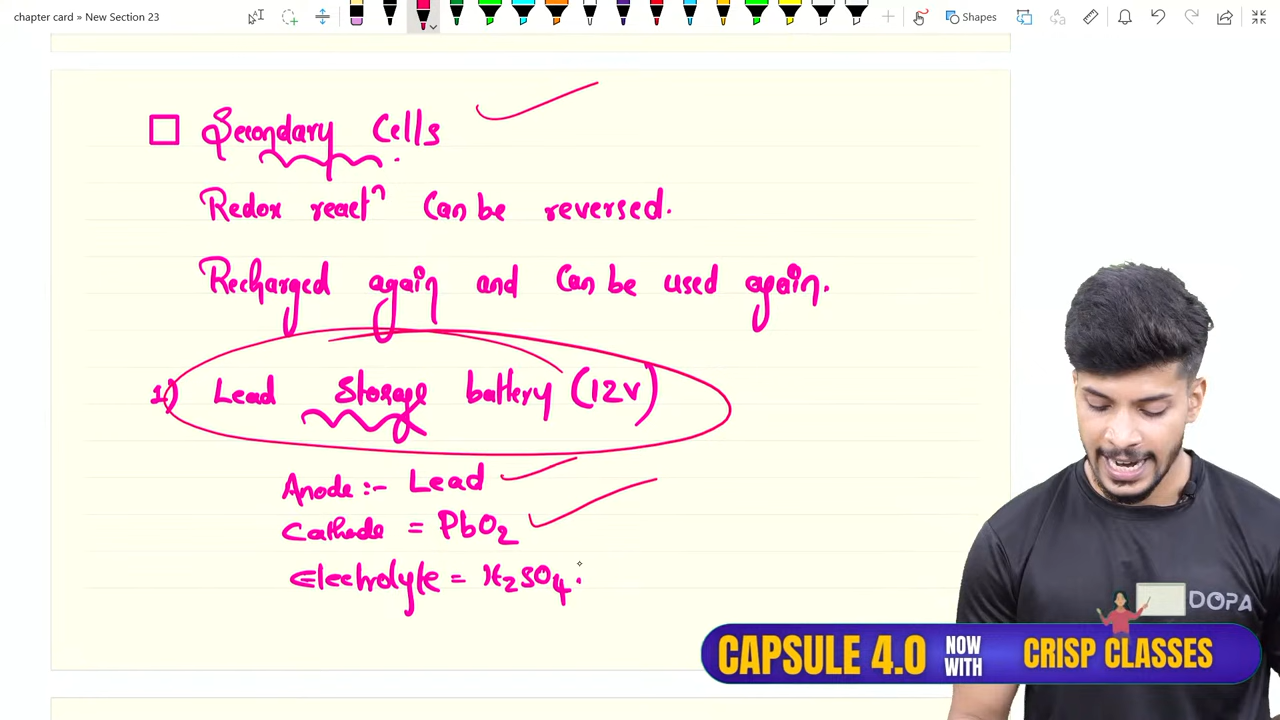 chapter card » New Section 23
Shapes
Secondary Cells
Redox reactⁿ Can be reversed.
Recharged again and Can be used again.
1) Lead Storage battery (12V)
Anode :- Lead
Cathode = PbO2
Electrolyte = H2SO4.
DOPA
CAPSULE 4.0 NOW WITH CRISP CLASSES